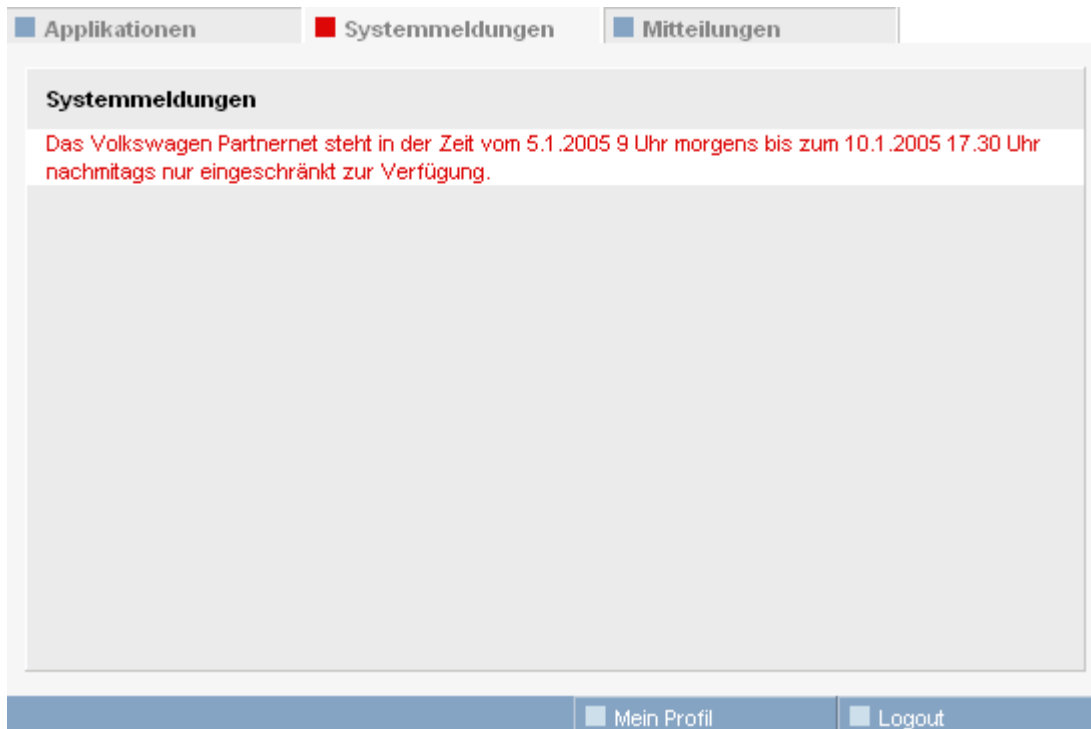 Applikationen Systemmeldungen Mitteilungen
Systemmeldungen
Das Volkswagen Partnernet steht in der Zeit vom 5.1.2005 9 Uhr morgens bis zum 10.1.2005 17.30 Uhr
nachmitags nur eingeschränkt zur Verfügung.
Mein Profil Logout